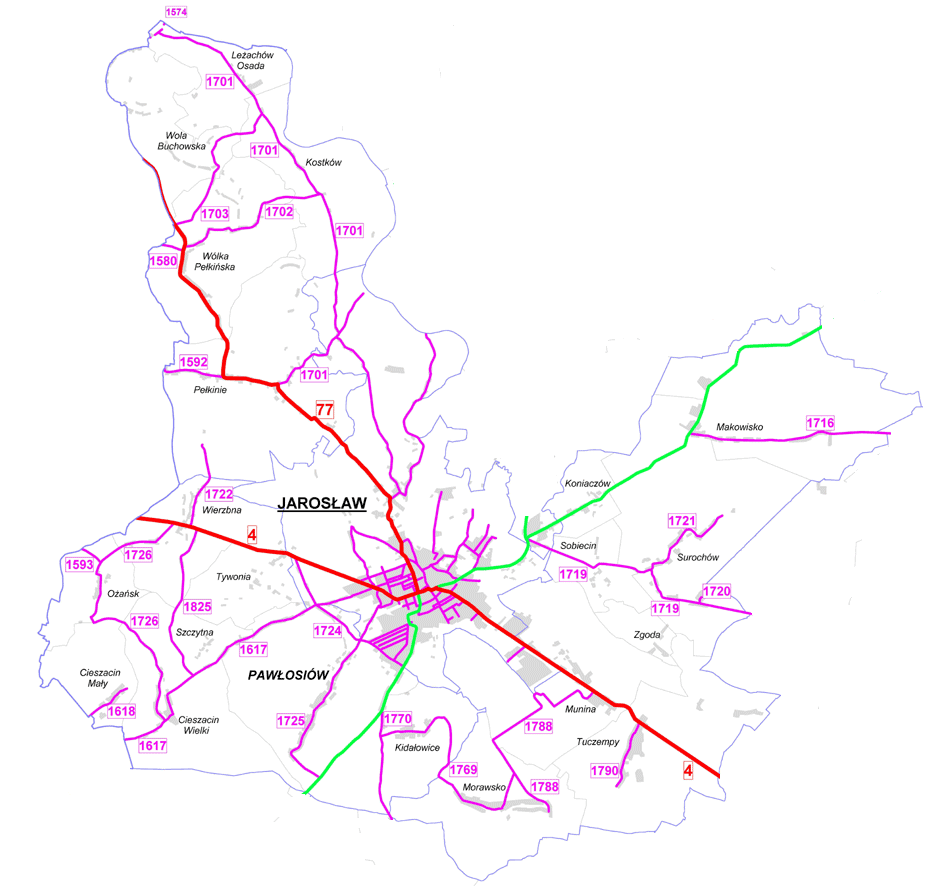 1574
Leżachów
Osada
1701
Wola
Buchowska
1701
Kostków
1703
1702
1701
1580
Wólka
Pełkińska
1592
Pełkinie
1701
77
Makowisko
1716
Koniaczów
1722
Wierzbna
JAROSŁAW
4
1721
1726
1593
Sobiecin
Surochów
1719
Tywonia
Ożańsk
1825
1720
1719
1726
Szczytna
1724
Zgoda
1617
PAWŁOSIÓW
Cieszacin
Mały
1618
Cieszacin
Wielki
1725
1770
1788
Munina
1617
Kidałowice
Tuczempy
1769
1790
4
Morawsko
1788